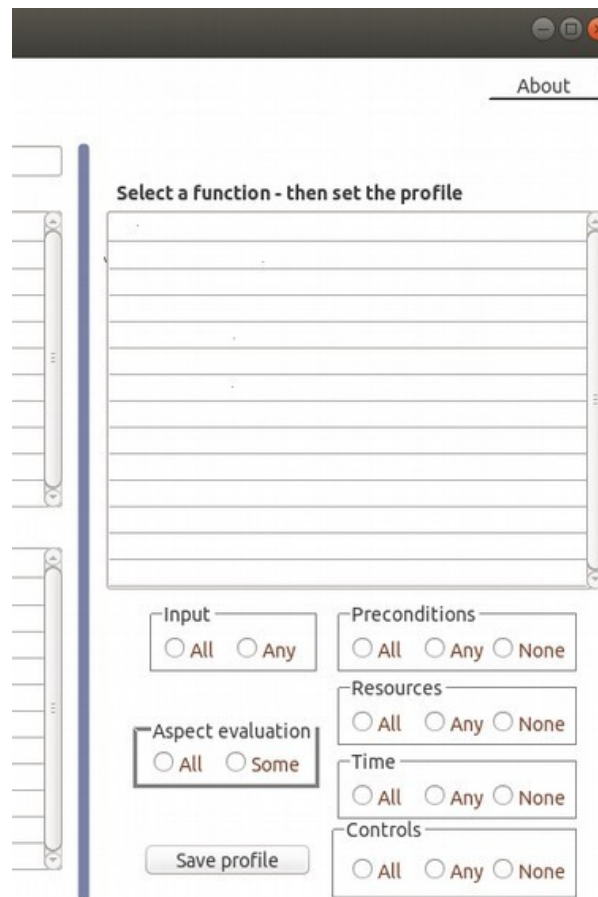 About
Select a function - then set the profile
Input
All Any
Preconditions
All Any None
Resources
All Any None
Aspect evaluation
All Some
Time
All Any None
Controls
All Any None
Save profile